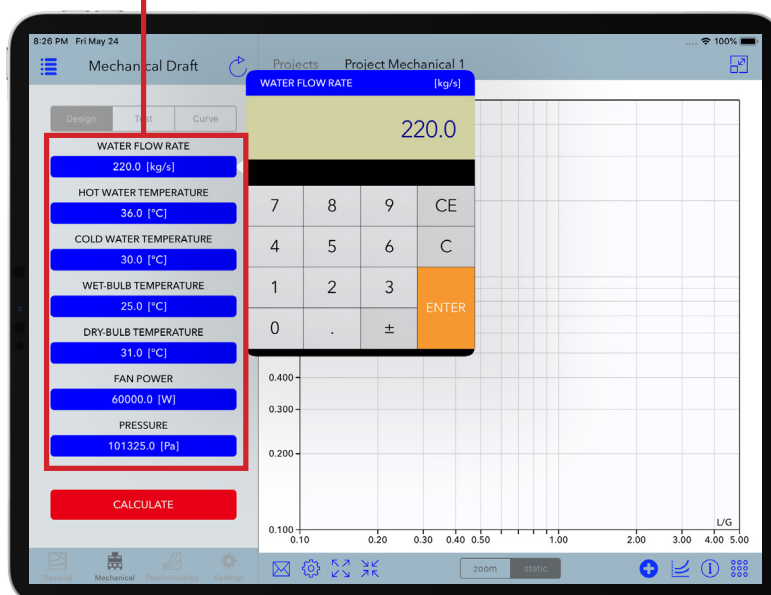 8:26 PM Fri May 24
100%
Mechanical Draft
Projects Project Mechanical 1
WATER FLOW RATE [kg/s]
220.0
Design Test Curve
WATER FLOW RATE
220.0 [kg/s]
HOT WATER TEMPERATURE
36.0 [°C]
COLD WATER TEMPERATURE
30.0 [°C]
WET-BULB TEMPERATURE
25.0 [°C]
DRY-BULB TEMPERATURE
31.0 [°C]
FAN POWER
60000.0 [W]
PRESSURE
101325.0 [Pa]
CALCULATE
7 8 9 CE
4 5 6 C
1 2 3
ENTER
0 . ±
0.400
0.300
0.200
0.100
L/G
0.10 0.20 0.30 0.40 0.50 1.00 2.00 3.00 4.00 5.00
Demand Mechanical Psychrometrics Settings
zoom static